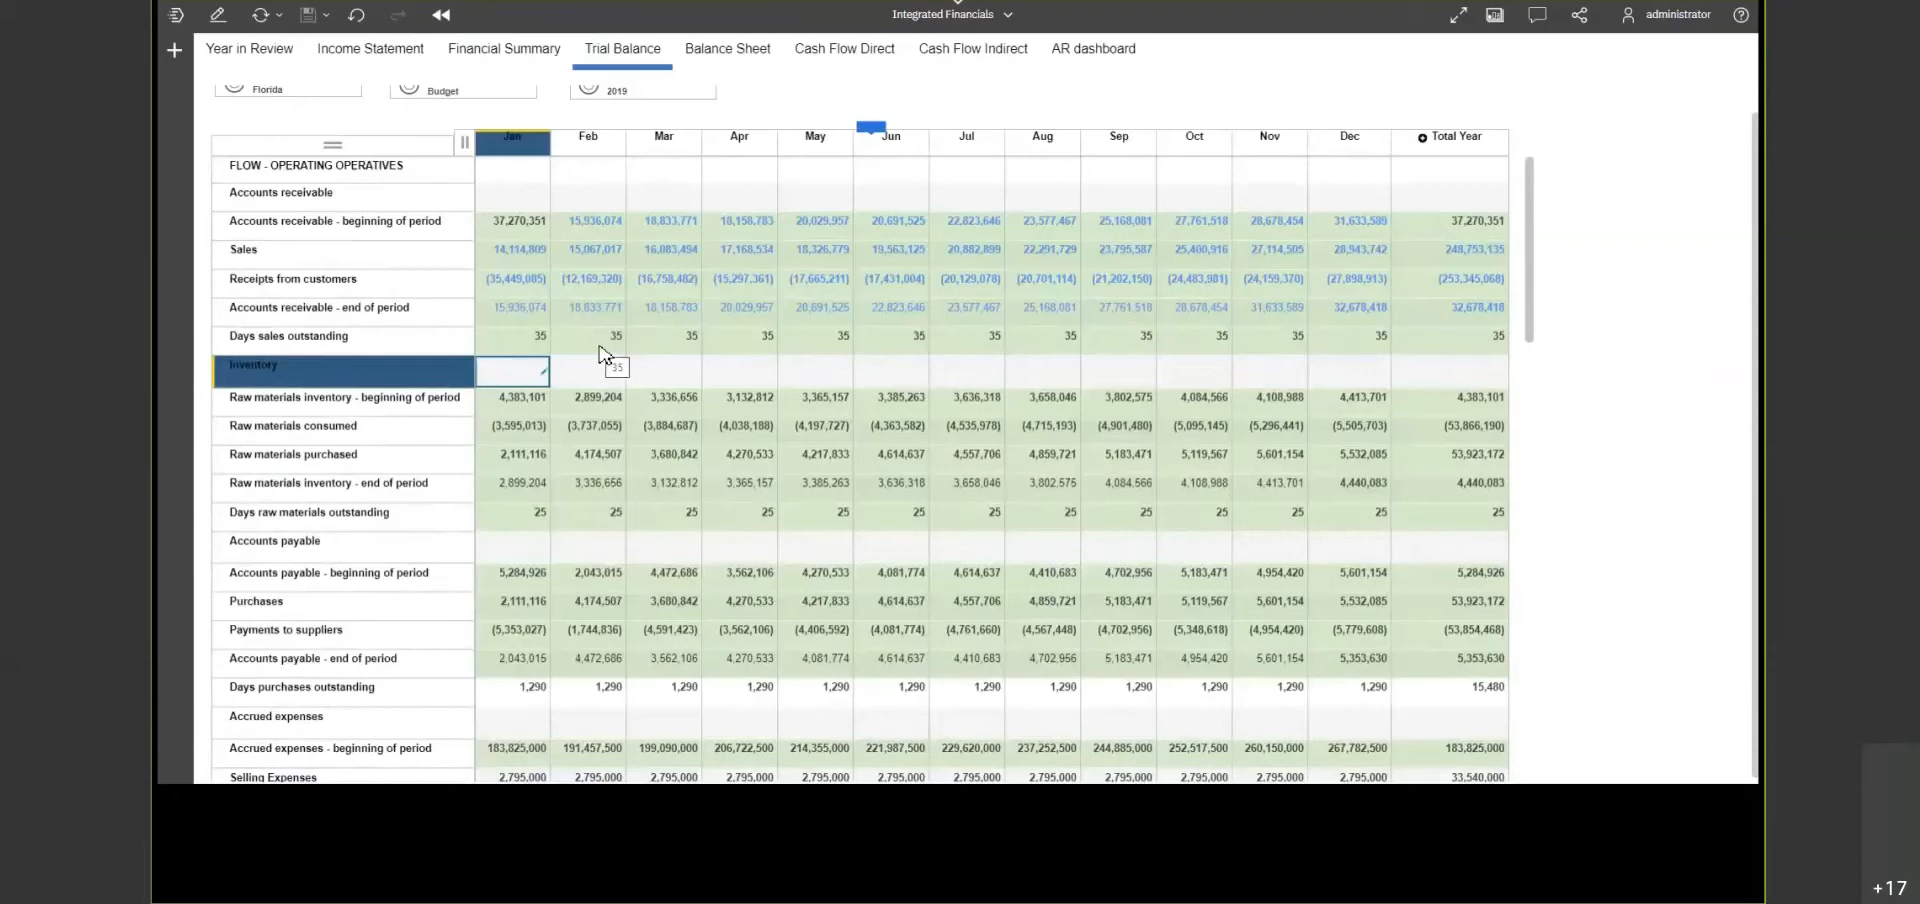 Integrated Financials
administrator
Year in Review Income Statement Financial Summary Trial Balance Balance Sheet Cash Flow Direct Cash Flow Indirect AR dashboard
Florida Budget 2019
Jan Feb Mar Apr May Jun Jul Aug Sep Oct Nov Dec Total Year
FLOW - OPERATING OPERATIVES
Accounts receivable
Accounts receivable - beginning of period 37,270,351 15,936,074 18,833,771 18,158,783 20,029,957 20,691,525 22,823,646 23,577,467 25,168,081 27,761,518 28,678,454 31,633,589 37,270,351
Sales 14,114,809 15,067,017 16,083,494 17,168,534 18,326,779 19,563,125 20,882,899 22,291,729 23,795,587 25,400,916 27,114,505 28,943,742 248,753,135
Receipts from customers (35,449,085) (12,169,320) (16,758,482) (15,297,361) (17,665,211) (17,431,004) (20,129,078) (20,701,114) (21,202,150) (24,483,981) (24,159,370) (27,898,913) (253,345,068)
Accounts receivable - end of period 15,936,074 18,833,771 18,158,783 20,029,957 20,691,525 22,823,646 23,577,467 25,168,081 27,761,518 28,678,454 31,633,589 32,678,418 32,678,418
Days sales outstanding 35 35 35 35 35 35 35 35 35 35 35 35 35
Inventory 35
Raw materials inventory - beginning of period 4,383,101 2,899,204 3,336,656 3,132,812 3,365,157 3,385,263 3,636,318 3,658,046 3,802,575 4,084,566 4,108,988 4,413,701 4,383,101
Raw materials consumed (3,595,013) (3,737,055) (3,884,687) (4,038,188) (4,197,727) (4,363,582) (4,535,978) (4,715,193) (4,901,480) (5,095,145) (5,296,441) (5,505,703) (53,866,190)
Raw materials purchased 2,111,116 4,174,507 3,680,842 4,270,533 4,217,833 4,614,637 4,557,706 4,859,721 5,183,471 5,119,567 5,601,154 5,532,085 53,923,172
Raw materials inventory - end of period 2,899,204 3,336,656 3,132,812 3,365,157 3,385,263 3,636,318 3,658,046 3,802,575 4,084,566 4,108,988 4,413,701 4,440,083 4,440,083
Days raw materials outstanding 25 25 25 25 25 25 25 25 25 25 25 25 25
Accounts payable
Accounts payable - beginning of period 5,284,926 2,043,015 4,472,686 3,562,106 4,270,533 4,081,774 4,614,637 4,410,683 4,702,956 5,183,471 4,954,420 5,601,154 5,284,926
Purchases 2,111,116 4,174,507 3,680,842 4,270,533 4,217,833 4,614,637 4,557,706 4,859,721 5,183,471 5,119,567 5,601,154 5,532,085 53,923,172
Payments to suppliers (5,353,027) (1,744,836) (4,591,423) (3,562,106) (4,406,592) (4,081,774) (4,761,660) (4,567,448) (4,702,956) (5,348,618) (4,954,420) (5,779,608) (53,854,468)
Accounts payable - end of period 2,043,015 4,472,686 3,562,106 4,270,533 4,081,774 4,614,637 4,410,683 4,702,956 5,183,471 4,954,420 5,601,154 5,353,630 5,353,630
Days purchases outstanding 1,290 1,290 1,290 1,290 1,290 1,290 1,290 1,290 1,290 1,290 1,290 1,290 15,480
Accrued expenses
Accrued expenses - beginning of period 183,825,000 191,457,500 199,090,000 206,722,500 214,355,000 221,987,500 229,620,000 237,252,500 244,885,000 252,517,500 260,150,000 267,782,500 183,825,000
Selling Expenses 2,795,000 2,795,000 2,795,000 2,795,000 2,795,000 2,795,000 2,795,000 2,795,000 2,795,000 2,795,000 2,795,000 2,795,000 33,540,000
+17